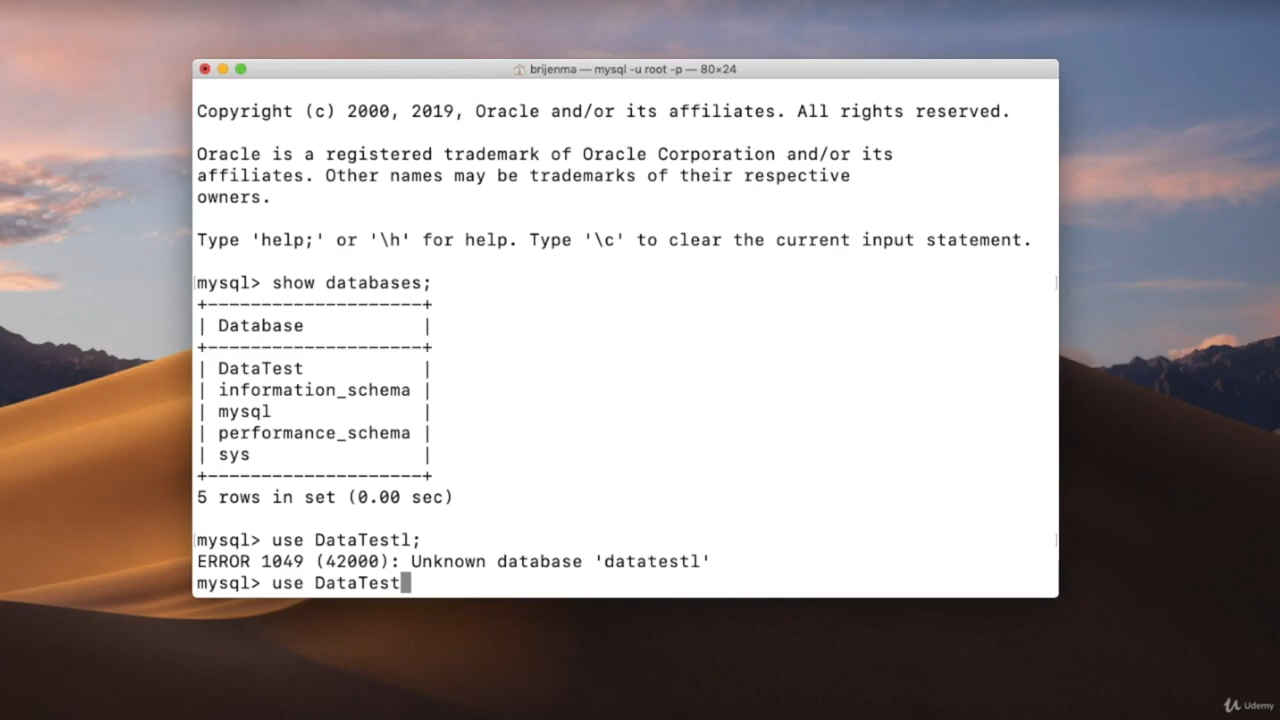 brijenma — mysql -u root -p — 80×24
Copyright (c) 2000, 2019, Oracle and/or its affiliates. All rights reserved.
Oracle is a registered trademark of Oracle Corporation and/or its
affiliates. Other names may be trademarks of their respective
owners.
Type 'help;' or '\h' for help. Type '\c' to clear the current input statement.
mysql> show databases;
+--------------------+
| Database           |
+--------------------+
| DataTest           |
| information_schema |
| mysql              |
| performance_schema |
| sys                |
+--------------------+
5 rows in set (0.00 sec)
mysql> use DataTestl;
ERROR 1049 (42000): Unknown database 'datatestl'
mysql> use DataTest
Udemy